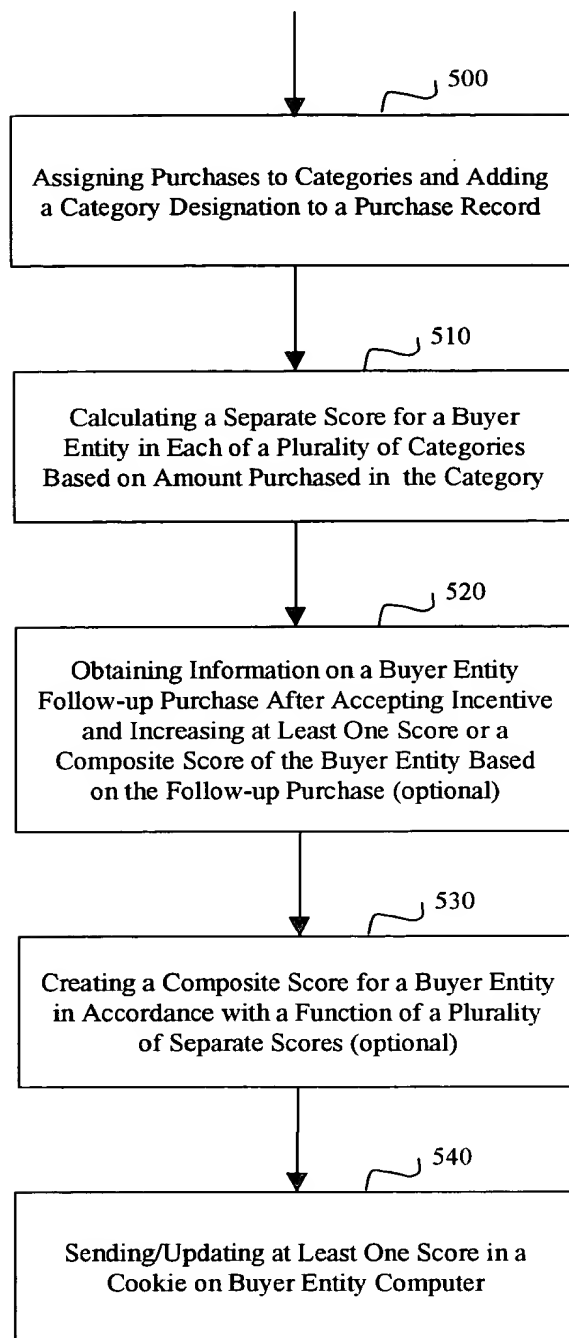 500
Assigning Purchases to Categories and Adding
a Category Designation to a Purchase Record
510
Calculating a Separate Score for a Buyer
Entity in Each of a Plurality of Categories
Based on Amount Purchased in the Category
520
Obtaining Information on a Buyer Entity
Follow-up Purchase After Accepting Incentive
and Increasing at Least One Score or a
Composite Score of the Buyer Entity Based
on the Follow-up Purchase (optional)
530
Creating a Composite Score for a Buyer Entity
in Accordance with a Function of a Plurality
of Separate Scores (optional)
540
Sending/Updating at Least One Score in a
Cookie on Buyer Entity Computer